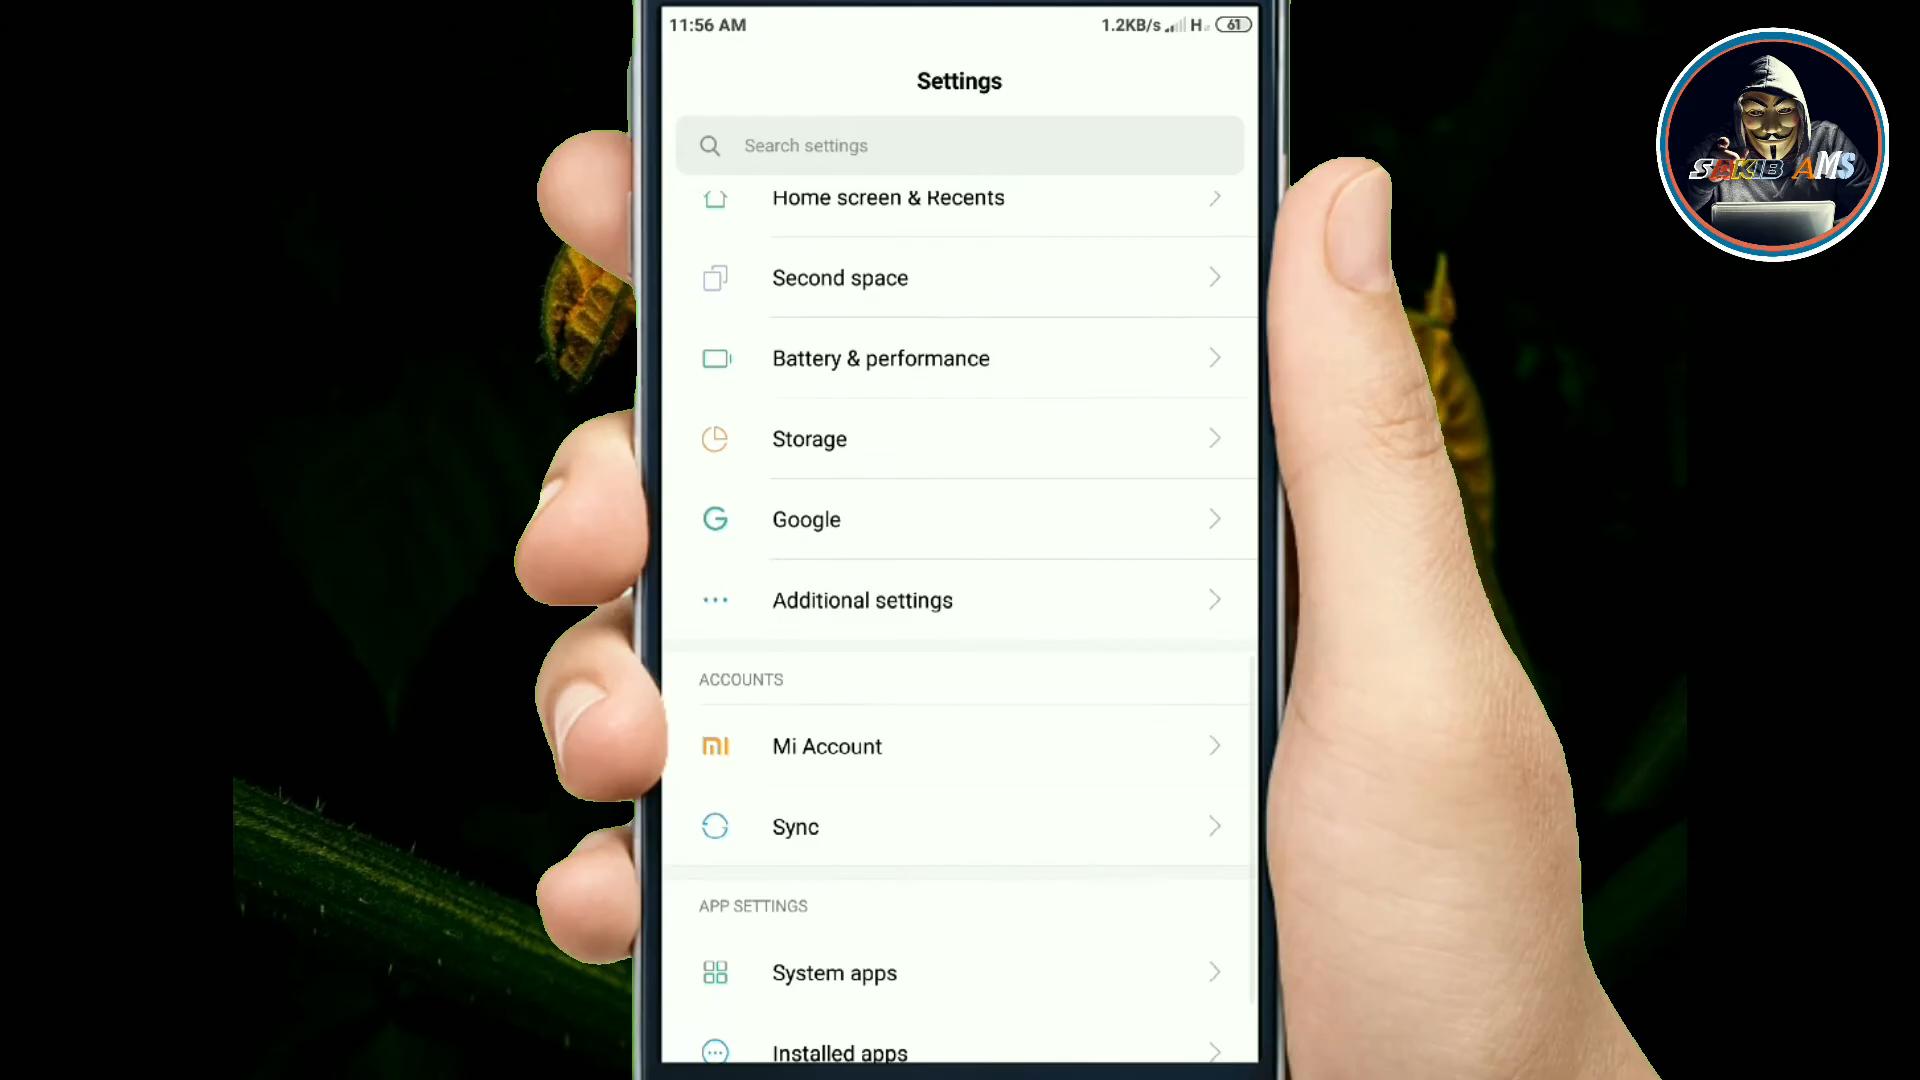 11:56 AM
1.2KB/s H 61
Settings
Search settings
Home screen & Recents
Second space
Battery & performance
Storage
Google
Additional settings
ACCOUNTS
Mi Account
Sync
APP SETTINGS
System apps
Installed apps
SAKIB AMS